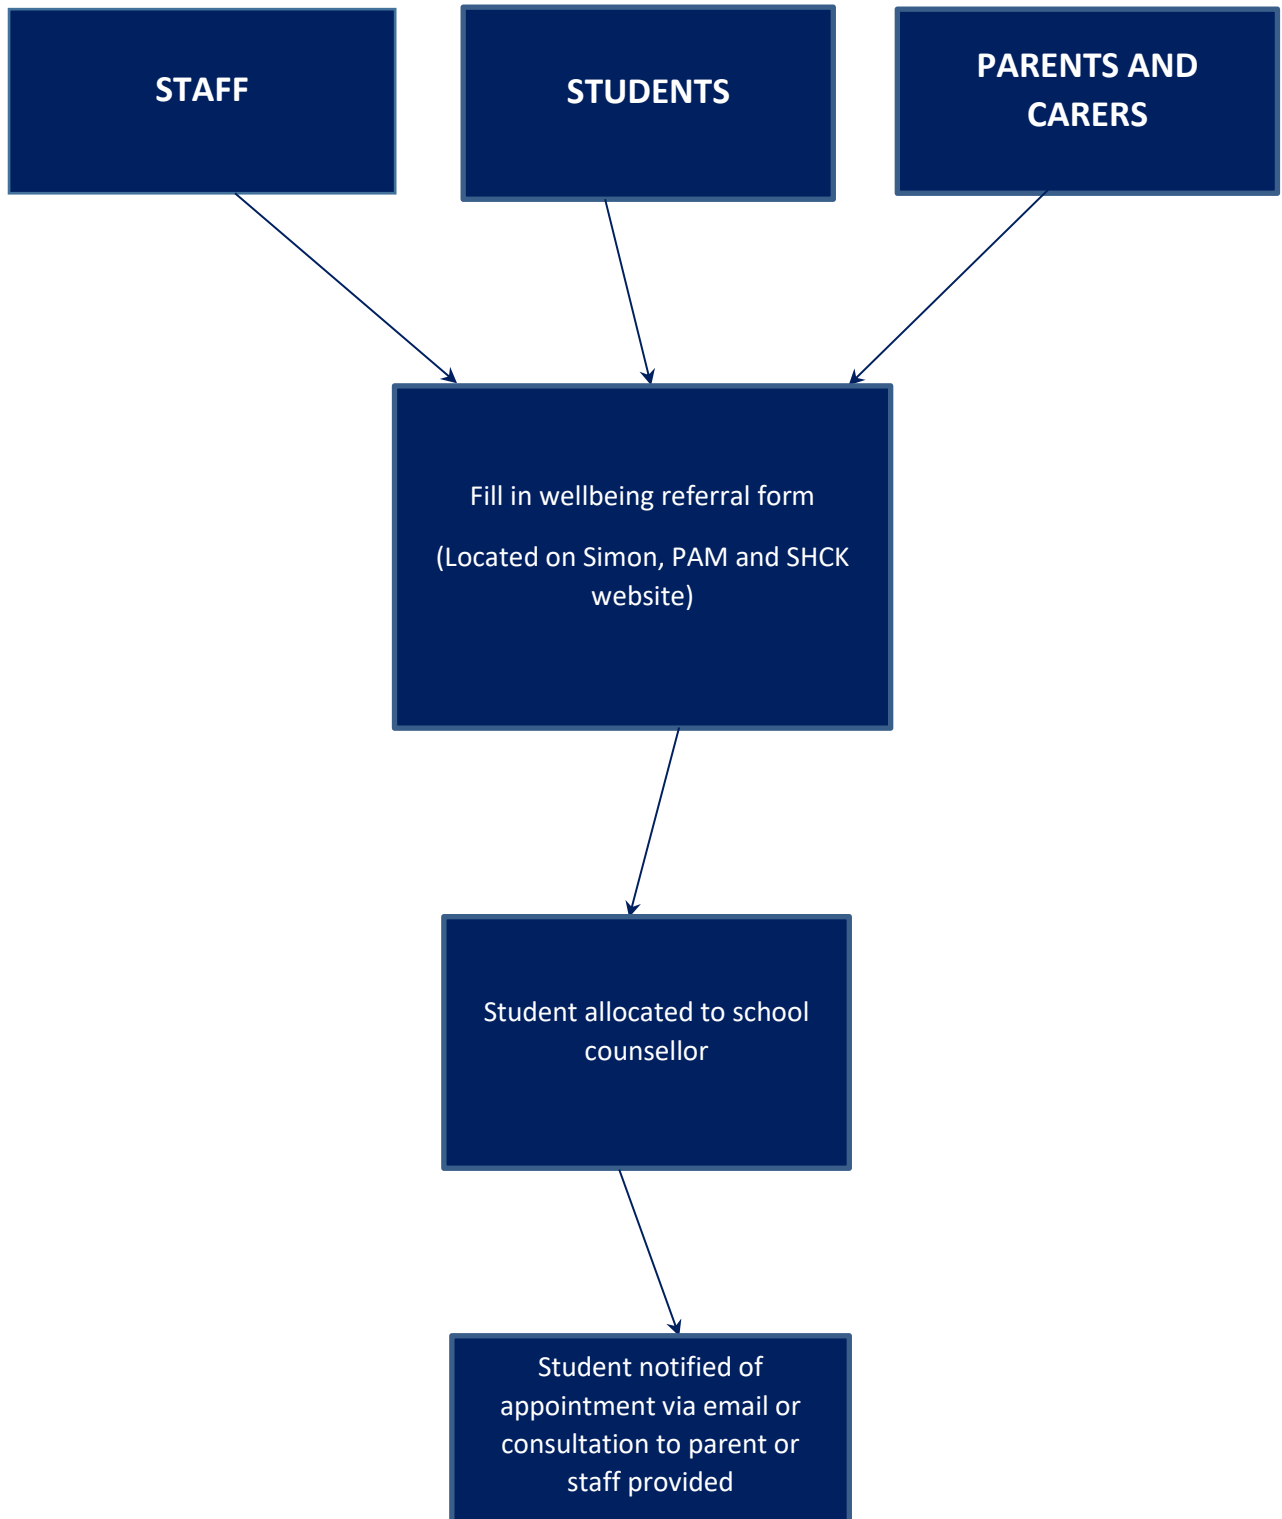 STAFF
STUDENTS
PARENTS AND
CARERS
Fill in wellbeing referral form
(Located on Simon, PAM and SHCK
website)
Student allocated to school
counsellor
Student notified of
appointment via email or
consultation to parent or
staff provided